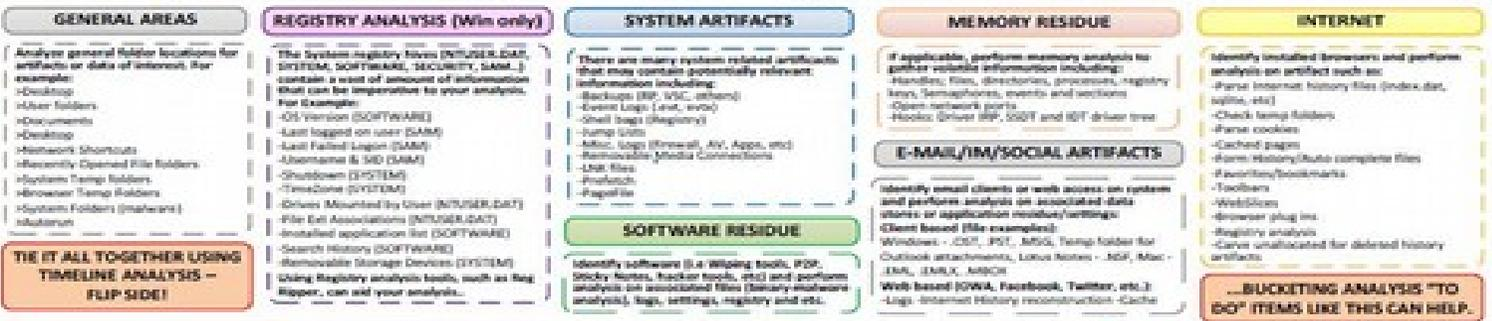 GENERAL AREAS
Analyze general folder locations for
artifacts or data of interest. For
example:
>Desktop
>User folders
>Documents
>Desktop
>Network Shortcuts
>Recently Opened File folders
>System Temp folders
>Browser Temp Folders
>System Folders (malware)
>Autorun
TIE IT ALL TOGETHER USING
TIMELINE ANALYSIS –
FLIP SIDE!
REGISTRY ANALYSIS (Win only)
The System registry hives (NTUSER.DAT,
SYSTEM, SOFTWARE, SECURITY, SAM..)
contain a vast of amount of information
that can be imperative to your analysis.
For Example:
-OS Version (SOFTWARE)
-Last logged on user (SAM)
-Last Failed Logon (SAM)
-Username & SID (SAM)
-Shutdown (SYSTEM)
-TimeZone (SYSTEM)
-Drives Mounted by User (NTUSER.DAT)
-File Ext Associations (NTUSER.DAT)
-Installed application list (SOFTWARE)
-Search History (SOFTWARE)
-Removable Storage Devices (SYSTEM)
Using Registry analysis tools, such as Reg
Ripper, can aid your analysis..
SYSTEM ARTIFACTS
There are many system related artifacts
that may contain potentially relevant
information including:
-Backups (RP, VSC, others)
-Event Logs (.evt, evtx)
-Shell bags (Registry)
-Jump Lists
-Misc. Logs (firewall, AV, Apps, etc)
-Removable Media Connections
-LNK files
-Prefetch
-PageFile
SOFTWARE RESIDUE
Identify software (i.e Wiping tools, P2P,
Sticky Notes, hacker tools, etc) and perform
analysis on associated files (binary-malware
analysis), logs, settings, registry and etc.
MEMORY RESIDUE
If applicable, perform memory analysis to
gather volatile information including:
-Handles; files, directories, processes, registry
keys, Semaphores, events and sections
-Open network ports
-Hooks: Driver IRP, SSDT and IDT driver tree
E-MAIL/IM/SOCIAL ARTIFACTS
Identify email clients or web access on system
and perform analysis on associated data
stores or application residue/settings:
Client based (file examples):
Windows - .OST, .PST, .MSG, Temp folder for
Outlook attachments, Lotus Notes - .NSF, Mac -
.EML, .EMLX, .MBOX
Web based (OWA, Facebook, Twitter, etc.):
-Logs -Internet History reconstruction -Cache
INTERNET
Identify installed browsers and perform
analysis on artifact such as:
-Parse Internet history files (index.dat,
sqlite, etc)
-Check temp folders
-Parse cookies
-Cached pages
-Form History/Auto complete files
-Favorites/bookmarks
-Toolbars
-WebSlices
-Browser plug ins
-Registry analysis
-Carve unallocated for deleted history
artifacts
...BUCKETING ANALYSIS "TO
DO" ITEMS LIKE THIS CAN HELP.